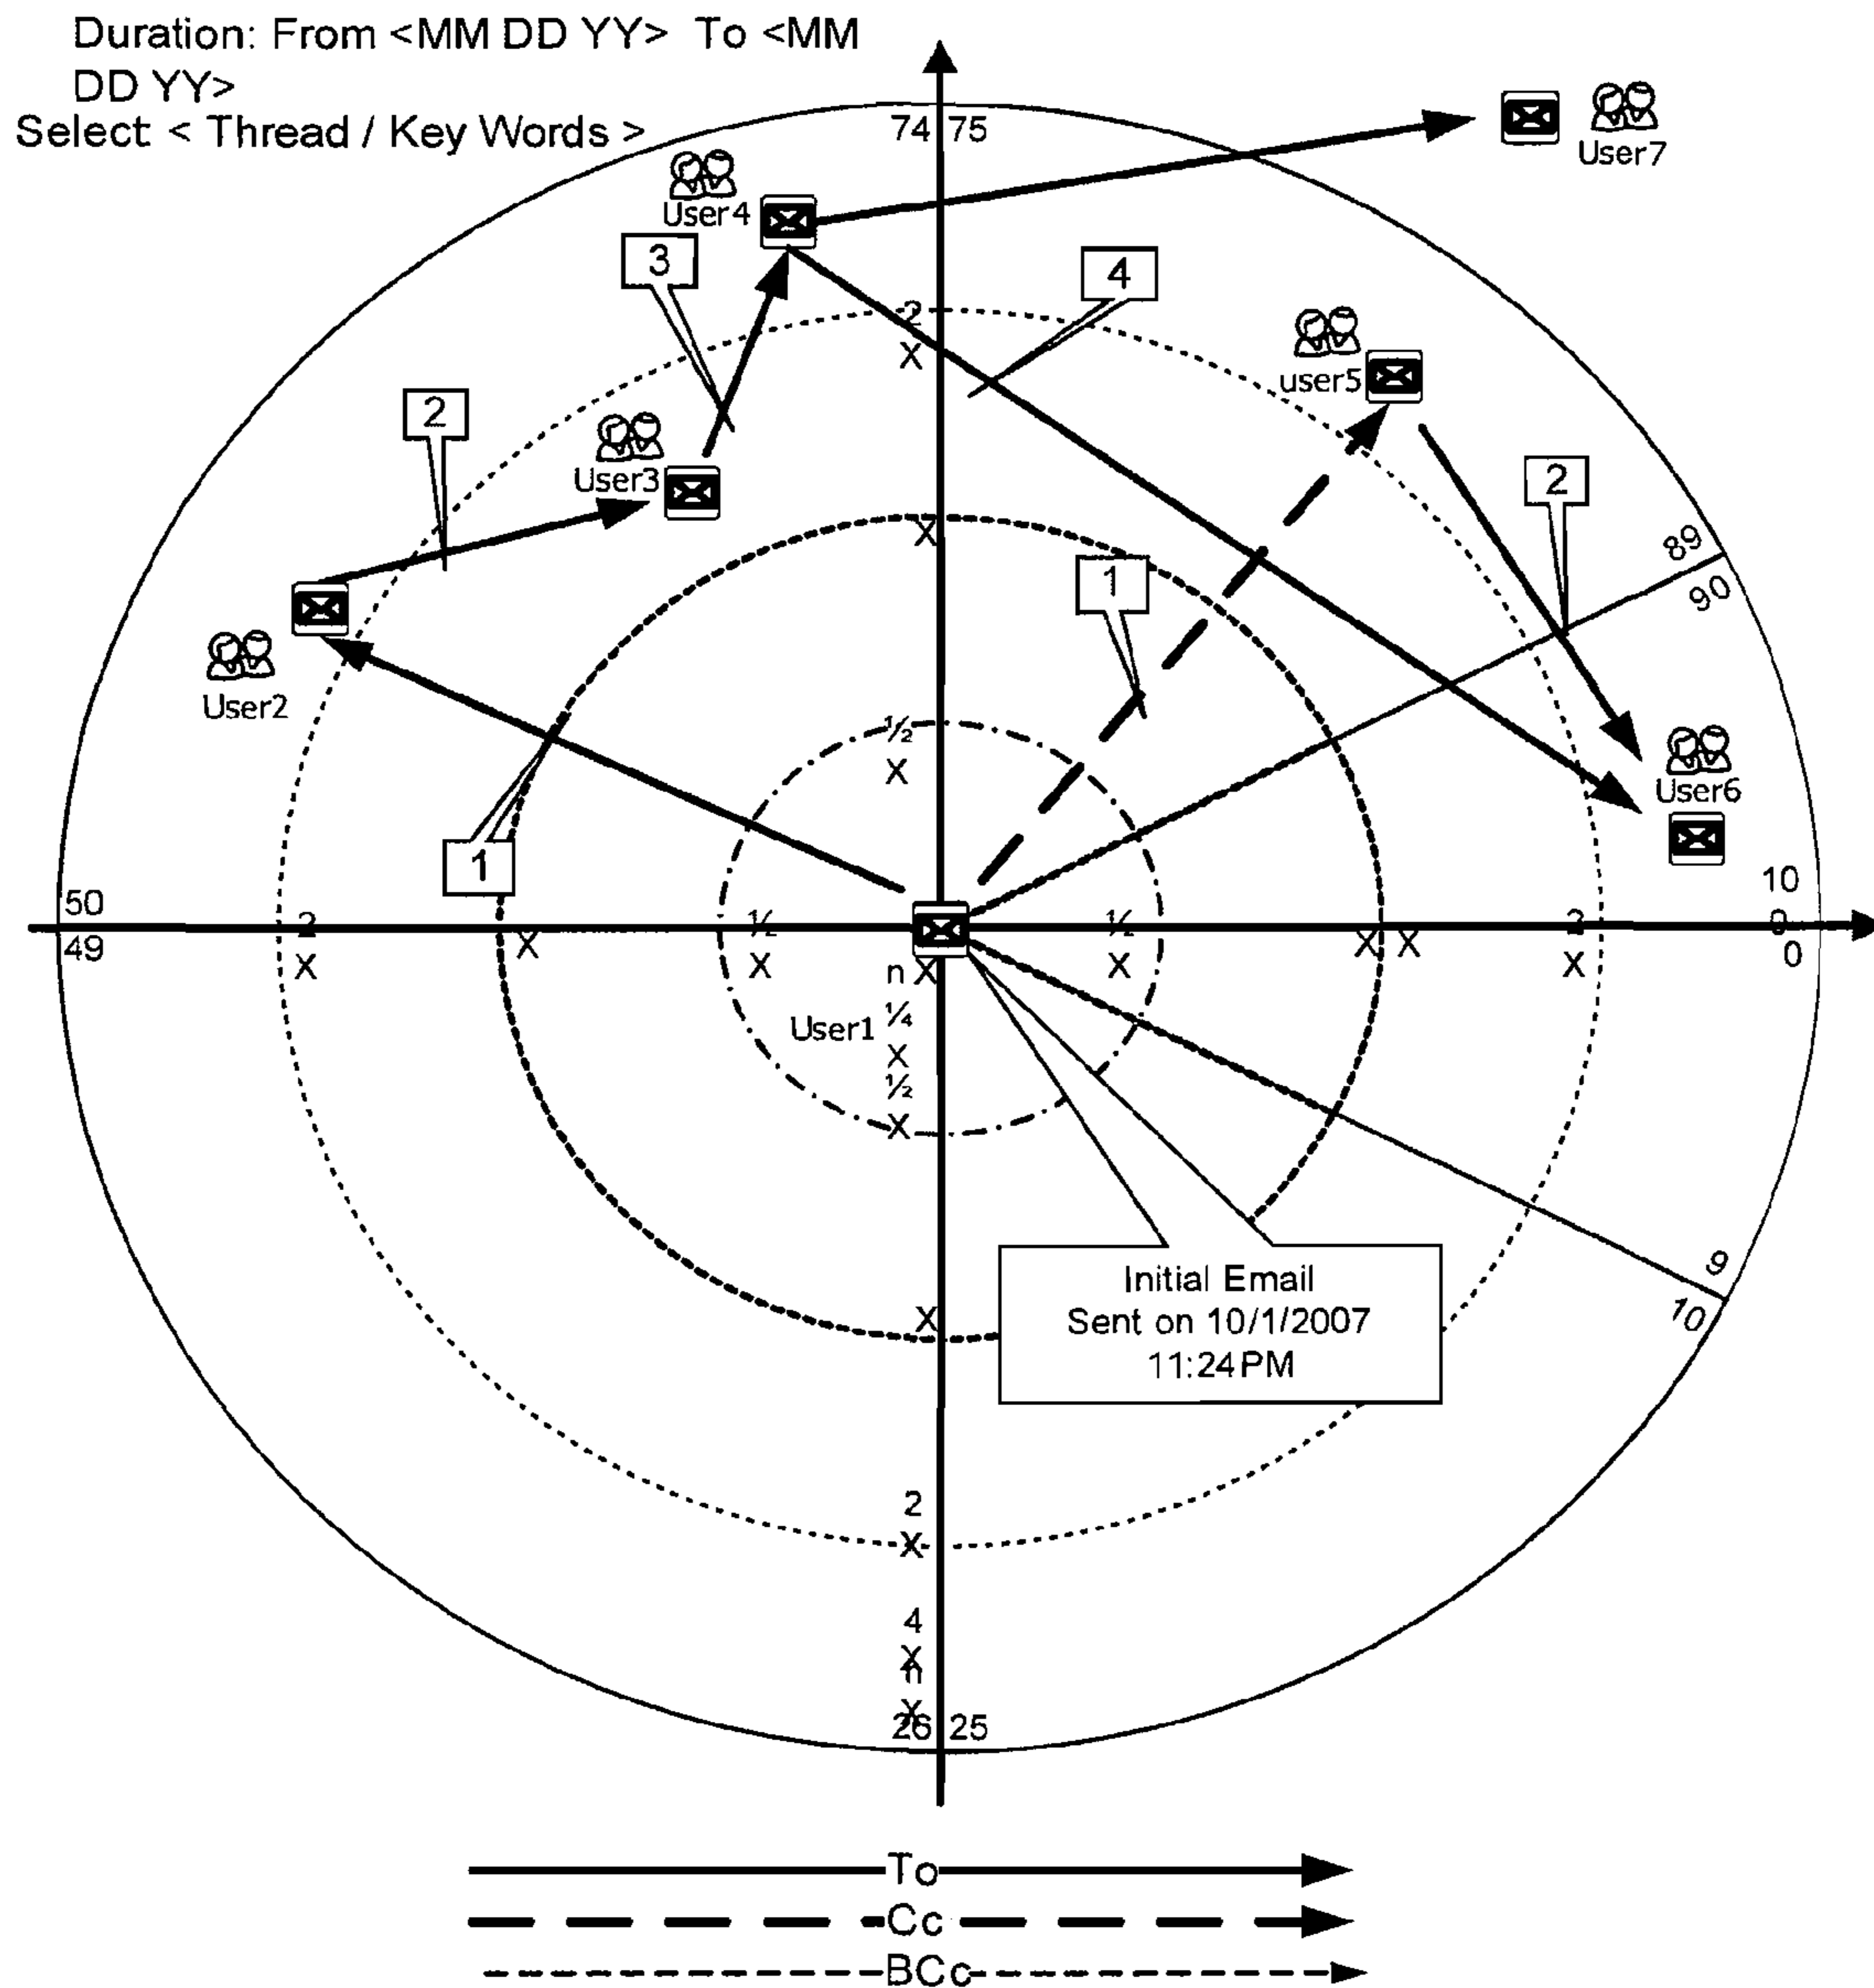 Duration: From <MM DD YY> To <MM
DD YY>
Select < Thread / Key Words >
74 75
User7
User4
3
4
2
X
user5
2
User3
2
X
89
90
1
User2
½
X
User6
1
10
50
2
½
½
2
0
49
X
X
X
X
X
X
X
0
n X
User1
¼
X
½
X
9
10
Initial Email
Sent on 10/1/2007
11:24PM
X
2
X
4
X
n
X
26 25
To
Cc
BCc